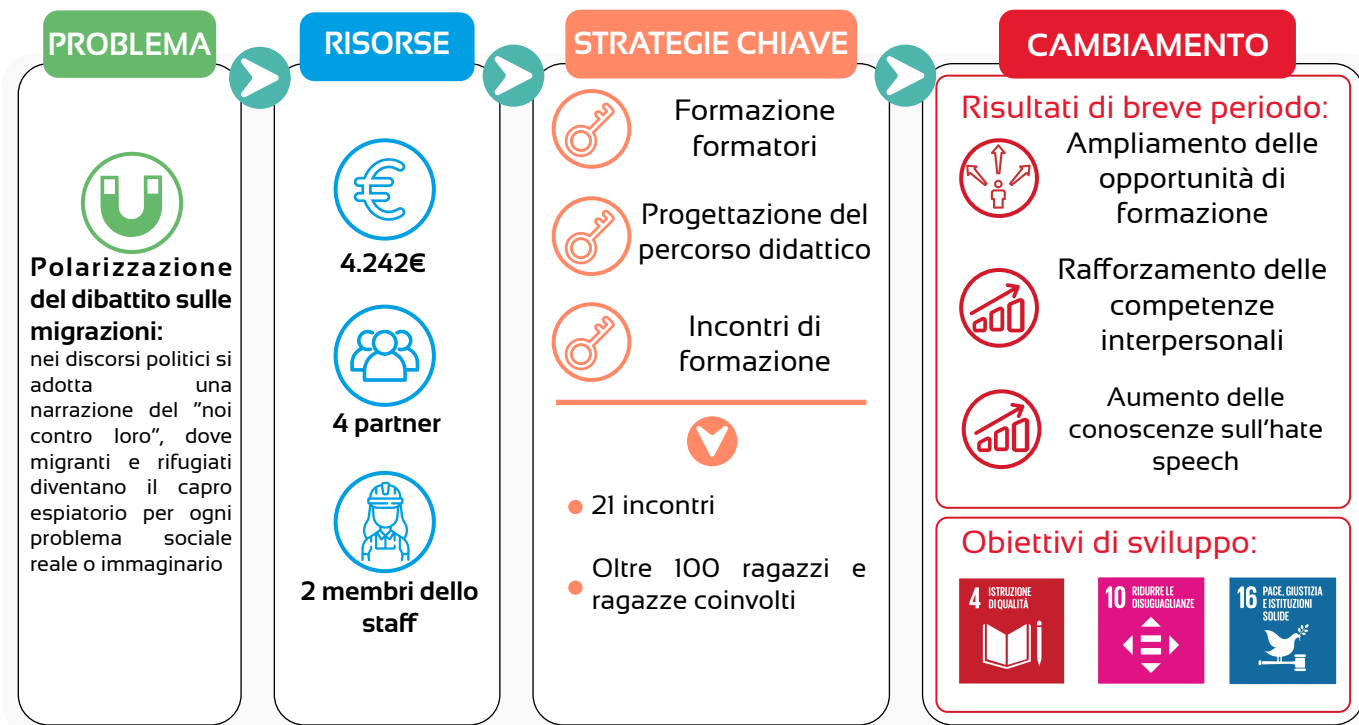 PROBLEMA
Polarizzazione
del dibattito sulle
migrazioni:
nei discorsi politici si
adotta una
narrazione del "noi
contro loro", dove
migranti e rifugiati
diventano il capro
espiatorio per ogni
problema sociale
reale o immaginario
RISORSE
4.242€
4 partner
2 membri dello
staff
STRATEGIE CHIAVE
Formazione
formatori
Progettazione del
percorso didattico
Incontri di
formazione
21 incontri
Oltre 100 ragazzi e
ragazze coinvolti
CAMBIAMENTO
Risultati di breve periodo:
Ampliamento delle
opportunità di
formazione
Rafforzamento delle
competenze
interpersonali
Aumento delle
conoscenze sull'hate
speech
Obiettivi di sviluppo:
4 ISTRUZIONE
DI QUALITÀ
10 RIDURRE LE
DISUGUAGLIANZE
16 PACE, GIUSTIZIA
E ISTITUZIONI
SOLIDE